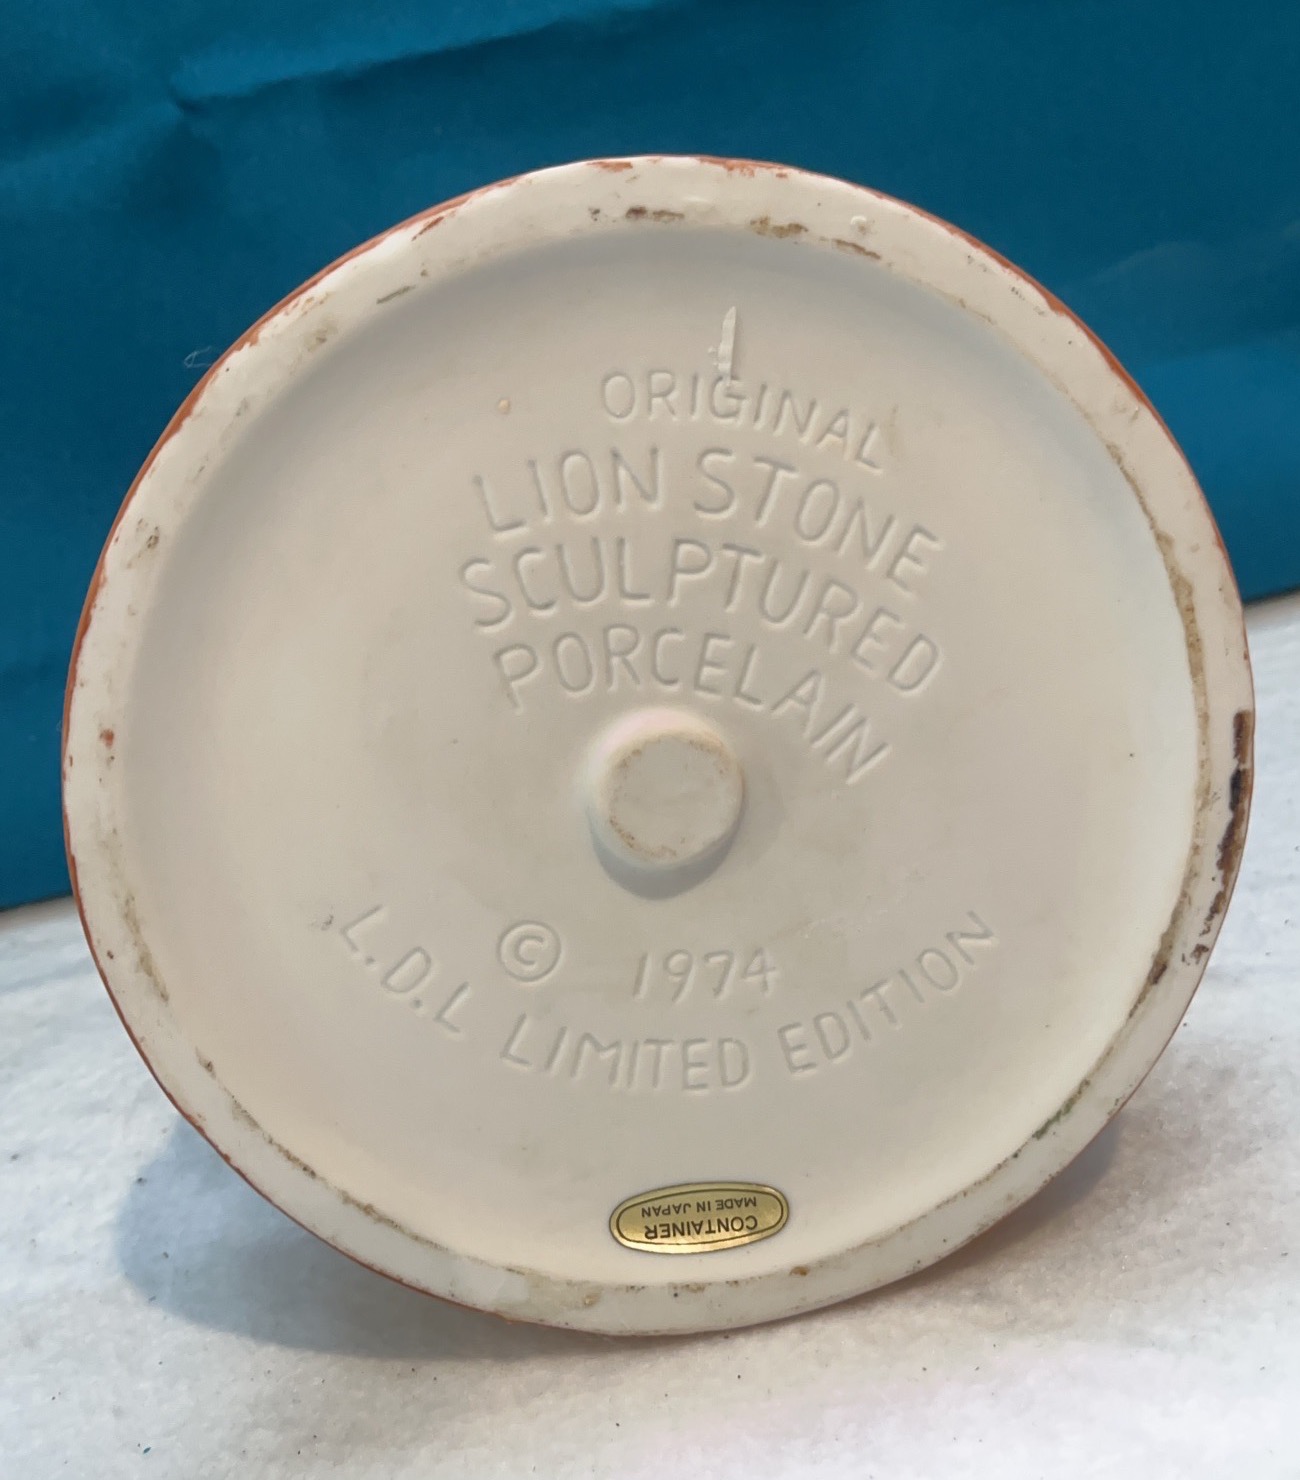 ORIGINAL
LION STONE
SCULPTURED
PORCELAIN
© 1974
L.D.L LIMITED EDITION
CONTAINER
MADE IN JAPAN